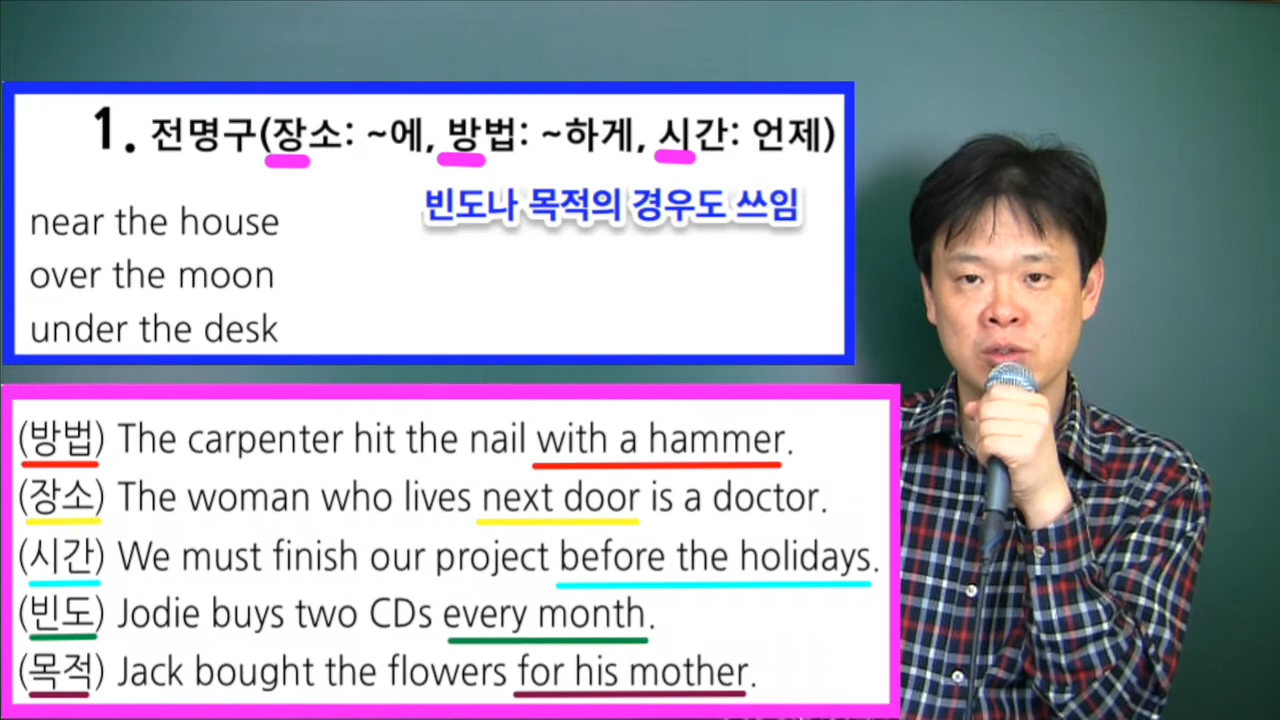 1. 전명구(장소: ~에, 방법: ~하게, 시간: 언제)
빈도나 목적의 경우도 쓰임
near the house
over the moon
under the desk
(방법) The carpenter hit the nail with a hammer.
(장소) The woman who lives next door is a doctor.
(시간) We must finish our project before the holidays.
(빈도) Jodie buys two CDs every month.
(목적) Jack bought the flowers for his mother.